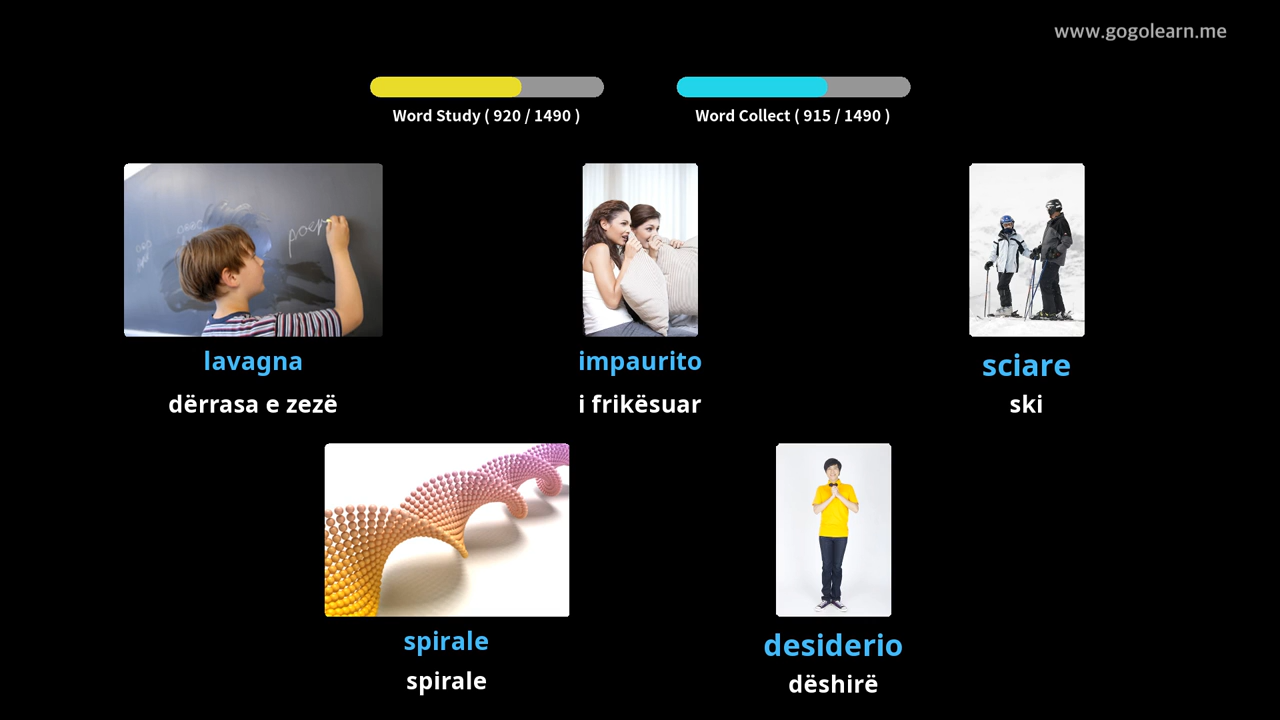 www.gogolearn.me
Word Study ( 920 / 1490 )
Word Collect ( 915 / 1490 )
poer
lavagna
impaurito
sciare
dërrasa e zezë
i frikësuar
ski
spirale
desiderio
spirale
dëshirë